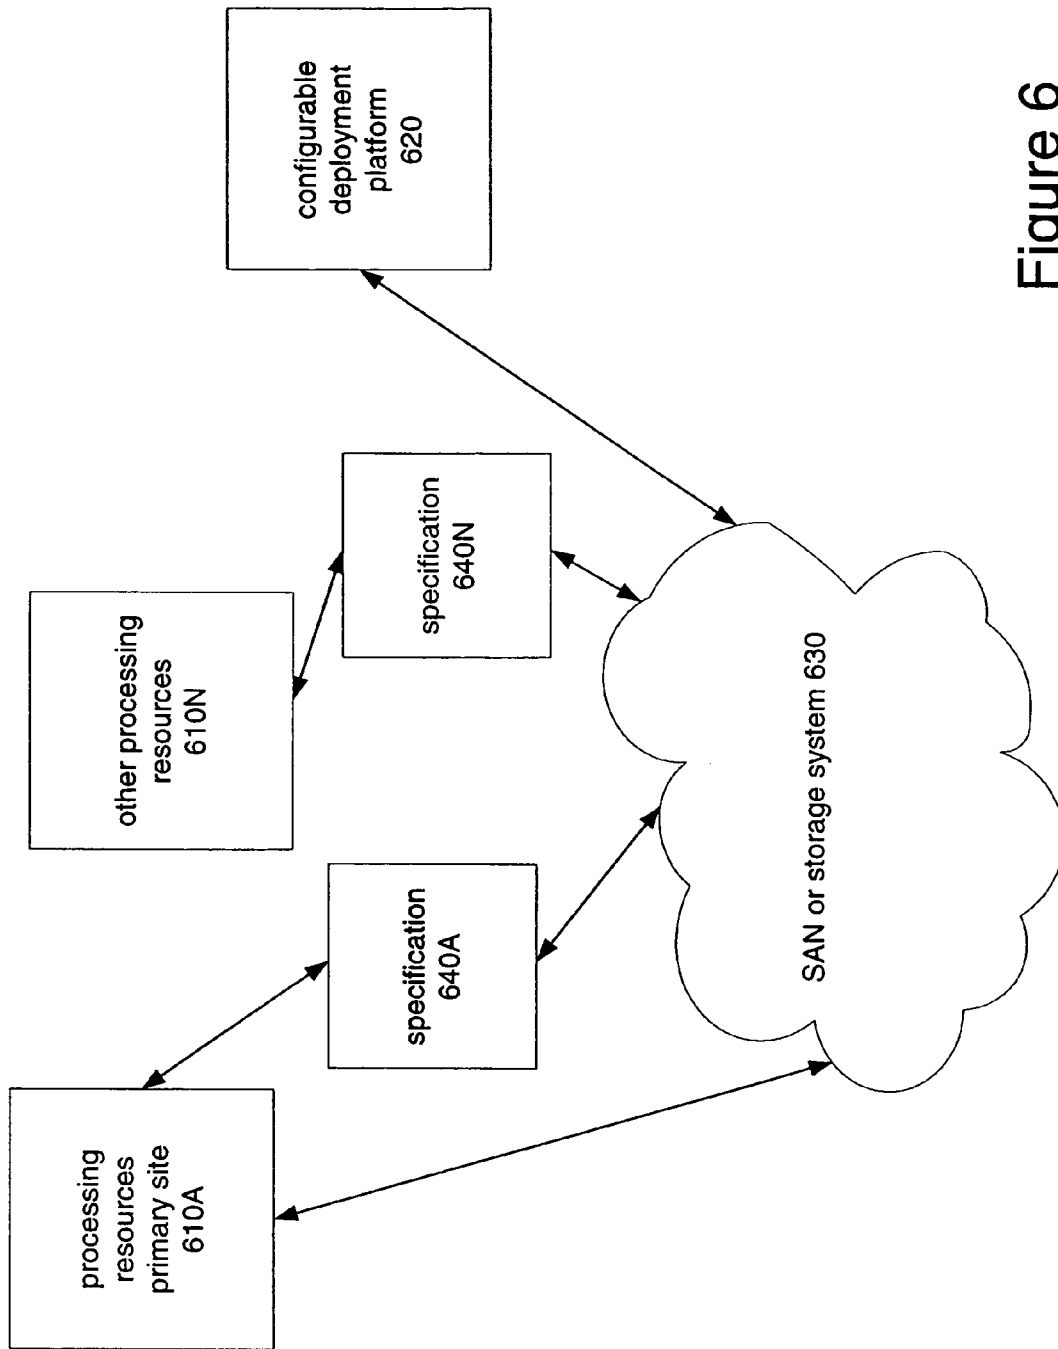 processing
resources
primary site
610A
other processing
resources
610N
configurable
deployment
platform
620
specification
640A
specification
640N
SAN or storage system 630
Figure 6